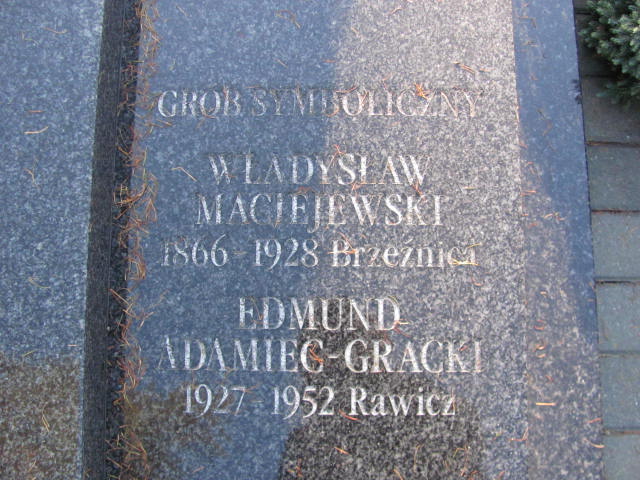 GRÓB SYMBOLICZNY
WŁADYSŁAW
MACIEJEWSKI
1866-1928 Brzeźnica
EDMUND
ADAMIEC-GRACKI
1927-1952 Rawicz